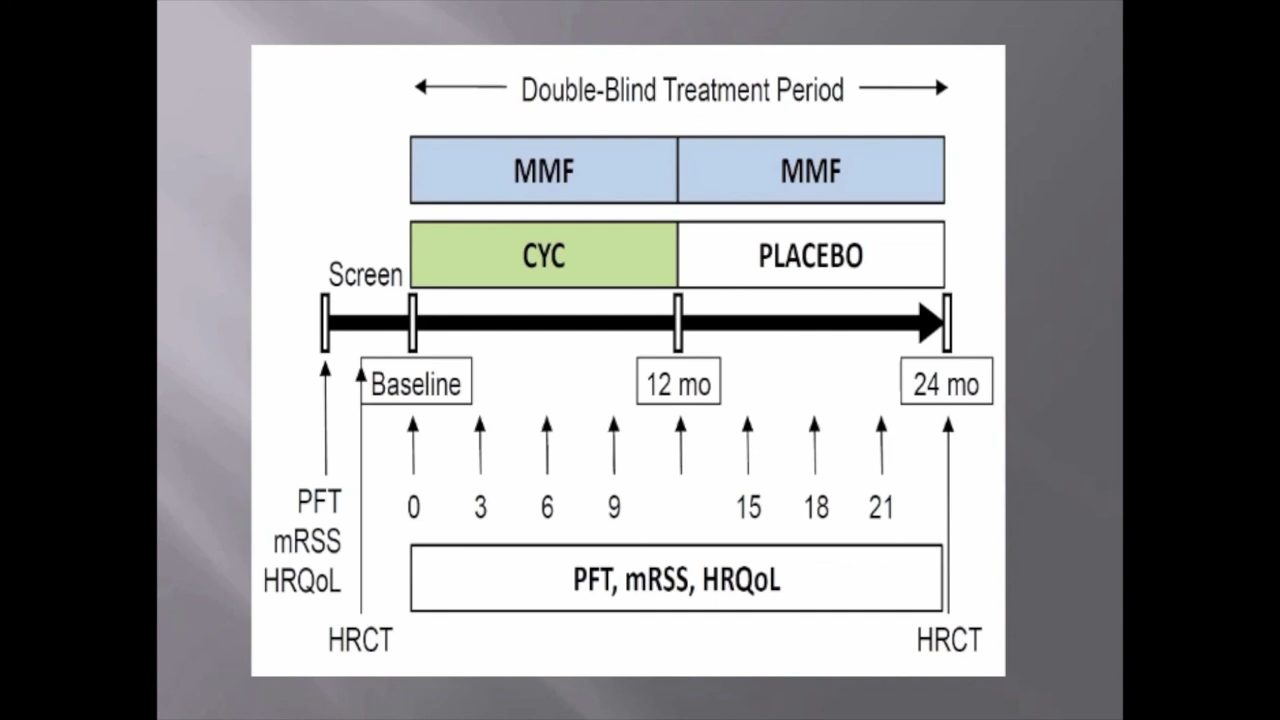 Double-Blind Treatment Period
MMF MMF
CYC PLACEBO
Screen
Baseline 12 mo 24 mo
0 3 6 9 15 18 21
PFT
mRSS
HRQoL
PFT, mRSS, HRQoL
HRCT HRCT